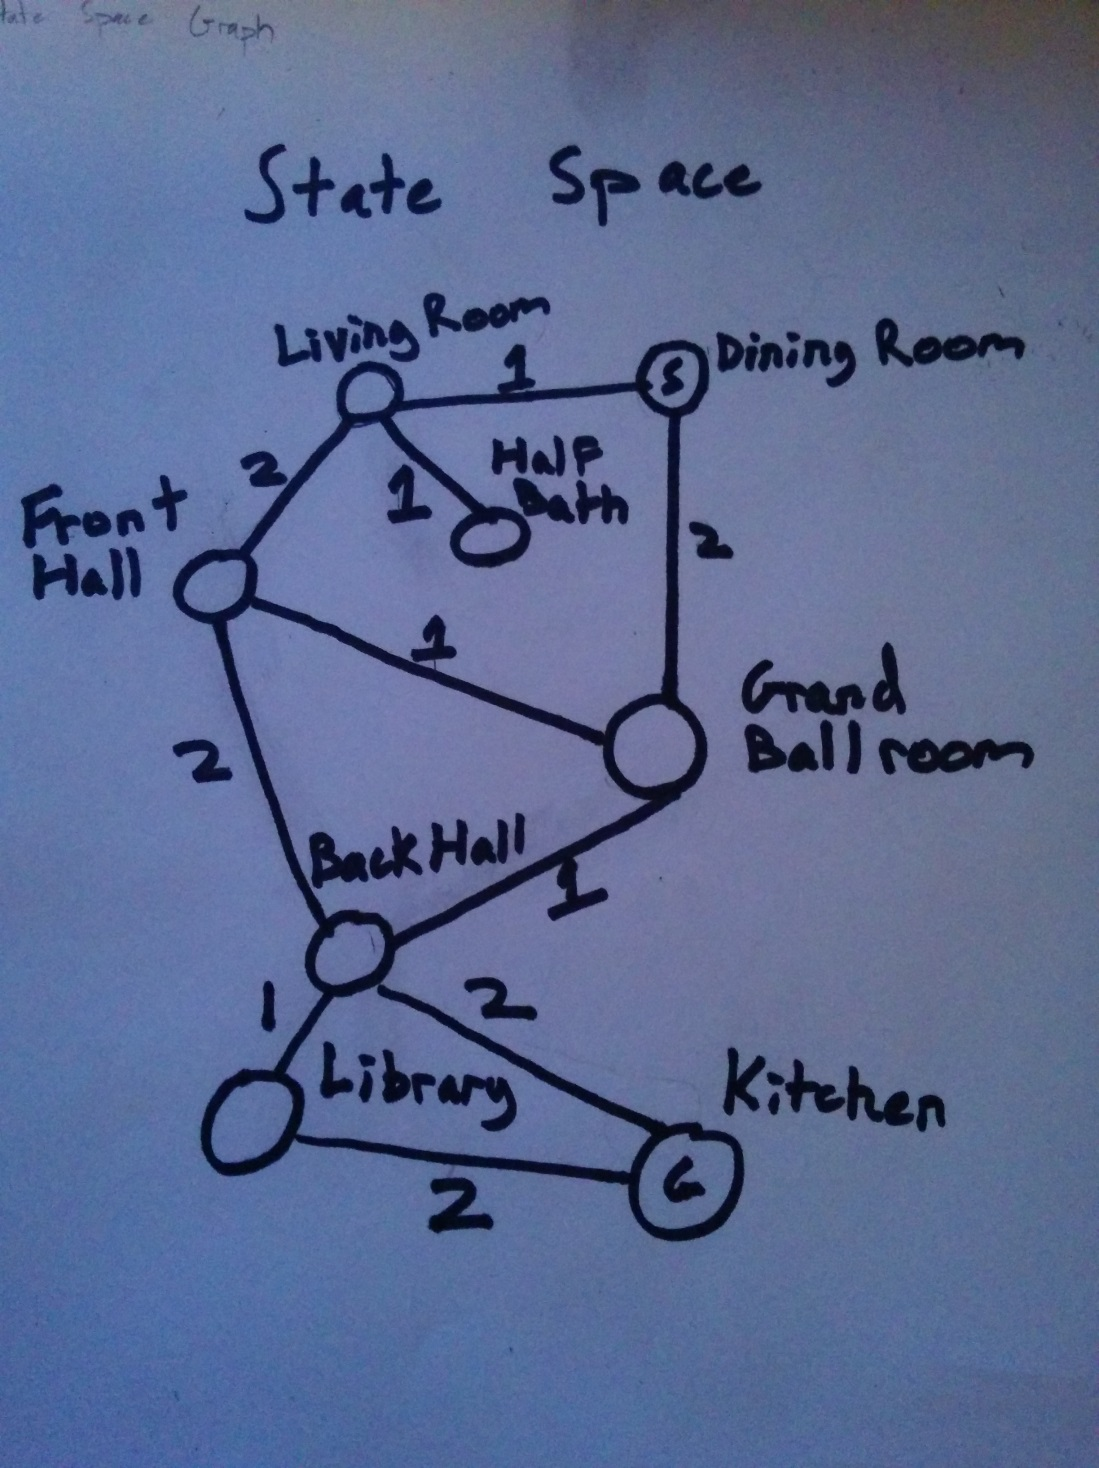 tate Space Graph
State Space
Living Room
1
S
Dining Room
2
1
Half
Bath
Front
Hall
2
1
Grand
Ballroom
2
Back Hall
1
1
2
Library
Kitchen
G
2